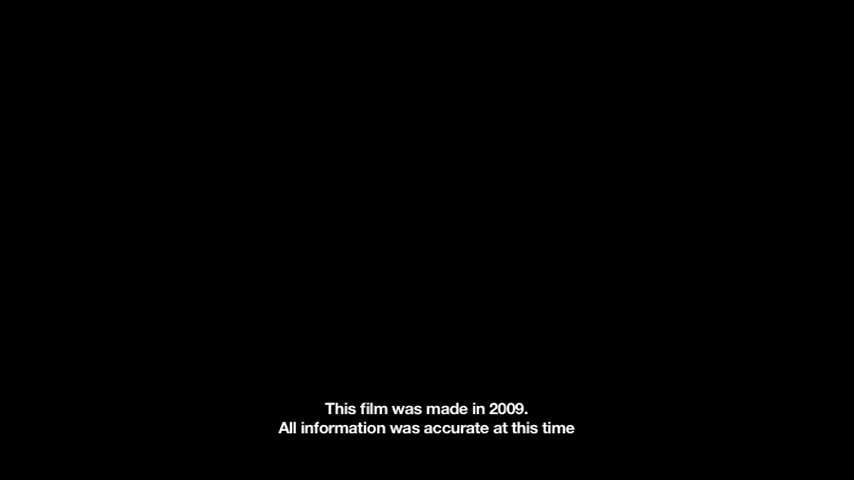 This film was made in 2009.
All information was accurate at this time